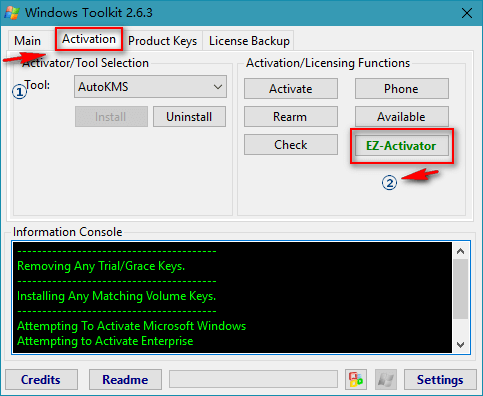 Windows Toolkit 2.6.3
Main Activation Product Keys License Backup
Activator/Tool Selection
Activation/Licensing Functions
① Tool: AutoKMS
Install Uninstall
Activate Phone
Rearm Available
Check EZ-Activator
②
Information Console
----------------------------------------
Removing Any Trial/Grace Keys.
----------------------------------------
Installing Any Matching Volume Keys.
----------------------------------------
Attempting To Activate Microsoft Windows
Attempting to Activate Enterprise
Credits Readme Settings